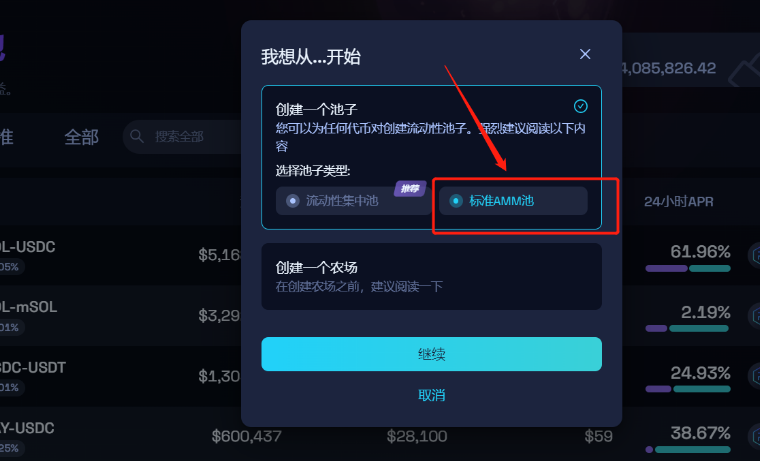 我想从...开始
4,085,826.42
益。
准
全部
搜索全部
创建一个池子
您可以为任何代币对创建流动性池子。强烈建议阅读以下内
容
选择池子类型:
推荐
流动性集中池
标准AMM池
24小时APR
OL-USDC
05%
$5,16
61.96%
创建一个农场
在创建农场之前，建议阅读一下
OL-mSOL
01%
$3,29
2.19%
继续
SDC-USDT
01%
$1,30
24.93%
取消
AY-USDC
25%
$600,437
$28,100
$59
38.67%